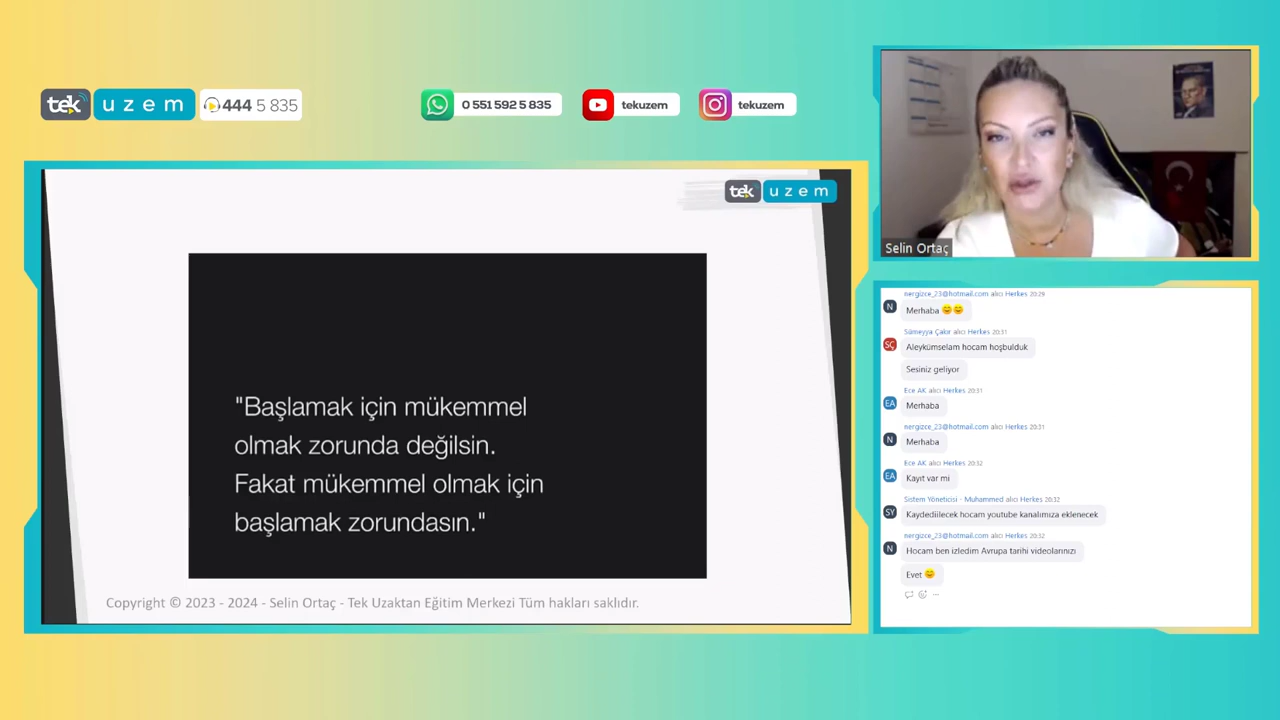 tek uzem 444 5 835
0 551 592 5 835
tekuzem
tekuzem
tek uzem
"Başlamak için mükemmel
olmak zorunda değilsin.
Fakat mükemmel olmak için
başlamak zorundasın."
Copyright © 2023 - 2024 - Selin Ortaç - Tek Uzaktan Eğitim Merkezi Tüm hakları saklıdır.
Selin Ortaç
nergizce_23@hotmail.com alıcı Herkes 20:29
N
Merhaba 😊😊
Sümeyya Çakır alıcı Herkes 20:31
SÇ
Aleykümselam hocam hoşbulduk
Sesiniz geliyor
Ece AK alıcı Herkes 20:31
EA
Merhaba
nergizce_23@hotmail.com alıcı Herkes 20:31
N
Merhaba
Ece AK alıcı Herkes 20:32
EA
Kayıt var mi
Sistem Yöneticisi - Muhammed alıcı Herkes 20:32
SY
Kaydediilecek hocam youtube kanalımıza eklenecek
nergizce_23@hotmail.com alıcı Herkes 20:32
N
Hocam ben izledim Avrupa tarihi videolarınızı
Evet 😊